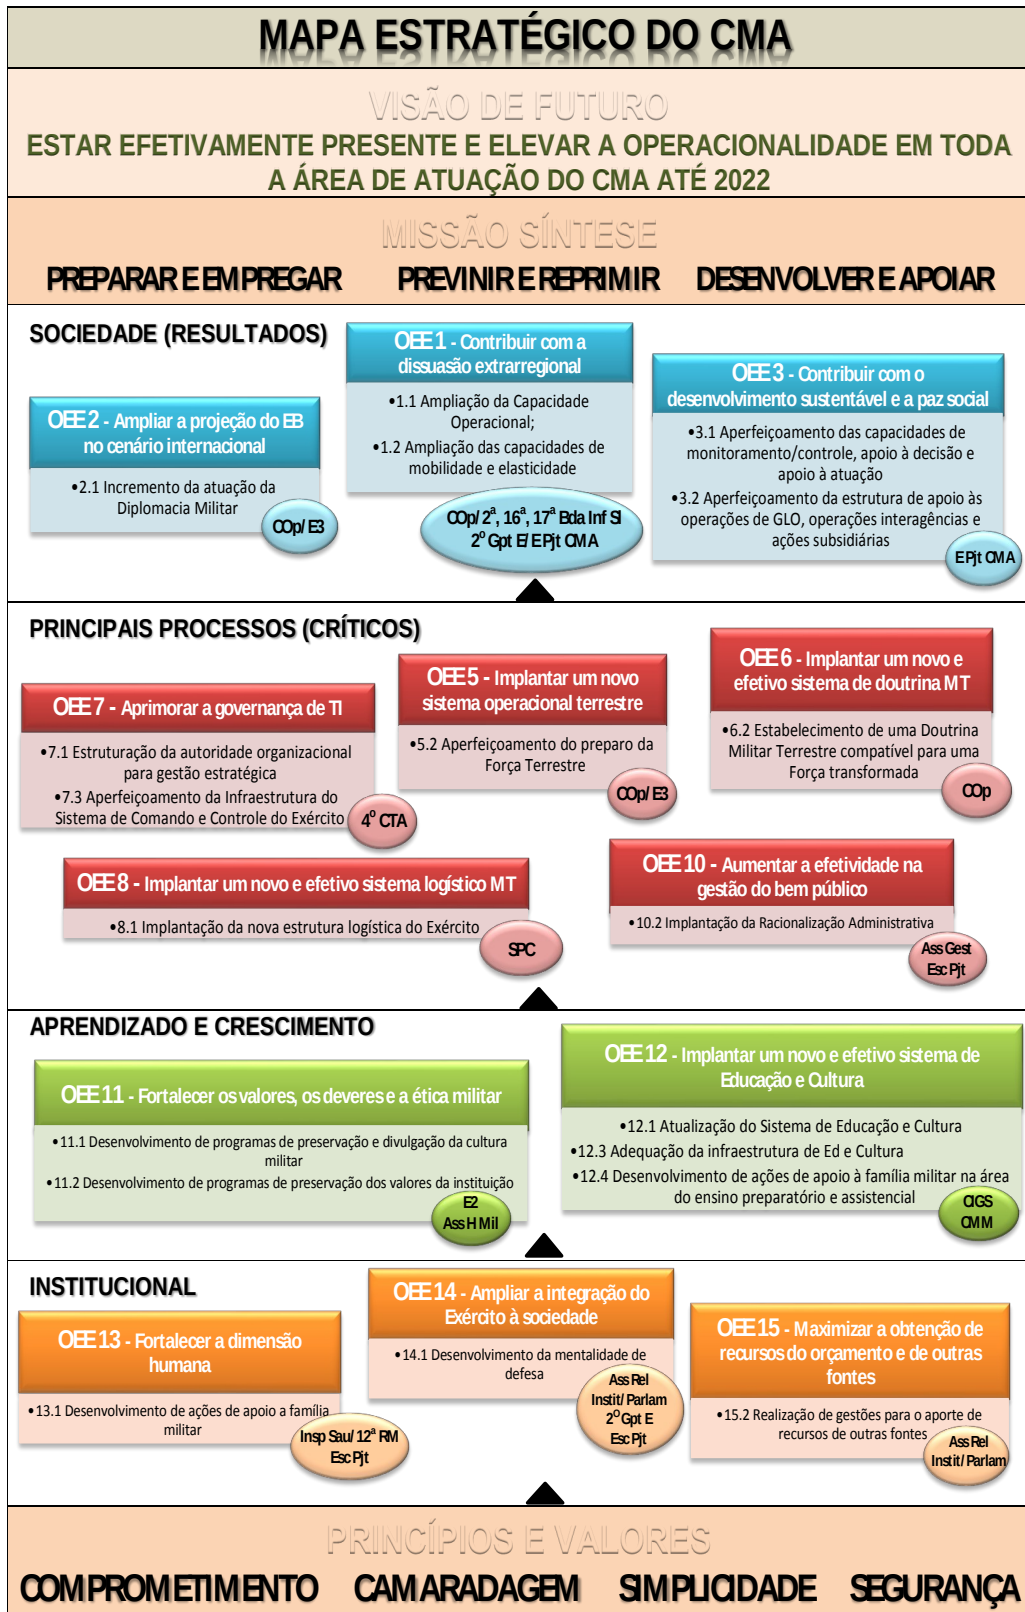 MAPA ESTRATÉGICO DO CMA
VISÃO DE FUTURO
ESTAR EFETIVAMENTE PRESENTE E ELEVAR A OPERACIONALIDADE EM TODA
A ÁREA DE ATUAÇÃO DO CMA ATÉ 2022
MISSÃO SÍNTESE
PREPARAR E EMPREGAR PREVINIR E REPRIMIR DESENVOLVER E APOIAR
SOCIEDADE (RESULTADOS)
OEE 2 - Ampliar a projeção do EB
no cenário internacional
•2.1 Incremento da atuação da
Diplomacia Militar
COp/ E3
OEE 1 - Contribuir com a
dissuasão extrarregional
•1.1 Ampliação da Capacidade
Operacional;
•1.2 Ampliação das capacidades de
mobilidade e elasticidade
COp/ 2ª, 16ª, 17ª Bda Inf Sl
2º Gpt E/ E Pjt CMA
OEE 3 - Contribuir com o
desenvolvimento sustentável e a paz social
•3.1 Aperfeiçoamento das capacidades de
monitoramento/controle, apoio à decisão e
apoio à atuação
•3.2 Aperfeiçoamento da estrutura de apoio às
operações de GLO, operações interagências e
ações subsidiárias
E Pjt CMA
PRINCIPAIS PROCESSOS (CRÍTICOS)
OEE 7 - Aprimorar a governança de TI
•7.1 Estruturação da autoridade organizacional
para gestão estratégica
•7.3 Aperfeiçoamento da Infraestrutura do
Sistema de Comando e Controle do Exército
4º CTA
OEE 5 - Implantar um novo
sistema operacional terrestre
•5.2 Aperfeiçoamento do preparo da
Força Terrestre
COp/ E3
OEE 6 - Implantar um novo e
efetivo sistema de doutrina MT
•6.2 Estabelecimento de uma Doutrina
Militar Terrestre compatível para uma
Força transformada
COp
OEE 8 - Implantar um novo e efetivo sistema logístico MT
•8.1 Implantação da nova estrutura logística do Exército
SPC
OEE 10 - Aumentar a efetividade na
gestão do bem público
•10.2 Implantação da Racionalização Administrativa
Ass Gest
Esc Pjt
APRENDIZADO E CRESCIMENTO
OEE 11 - Fortalecer os valores, os deveres e a ética militar
•11.1 Desenvolvimento de programas de preservação e divulgação da cultura
militar
•11.2 Desenvolvimento de programas de preservação dos valores da instituição
E2
Ass H Mil
OEE 12 - Implantar um novo e efetivo sistema de
Educação e Cultura
•12.1 Atualização do Sistema de Educação e Cultura
•12.3 Adequação da infraestrutura de Ed e Cultura
•12.4 Desenvolvimento de ações de apoio à família militar na área
do ensino preparatório e assistencial
CIGS
CMM
INSTITUCIONAL
OEE 13 - Fortalecer a dimensão
humana
•13.1 Desenvolvimento de ações de apoio a família
militar
Insp Sau/ 12ª RM
Esc Pjt
OEE 14 - Ampliar a integração do
Exército à sociedade
•14.1 Desenvolvimento da mentalidade de
defesa
Ass Rel
Instit/ Parlam
2º Gpt E
Esc Pjt
OEE 15 - Maximizar a obtenção de
recursos do orçamento e de outras
fontes
•15.2 Realização de gestões para o aporte de
recursos de outras fontes
Ass Rel
Instit/ Parlam
PRINCÍPIOS E VALORES
COMPROMETIMENTO CAMARADAGEM SIMPLICIDADE SEGURANÇA